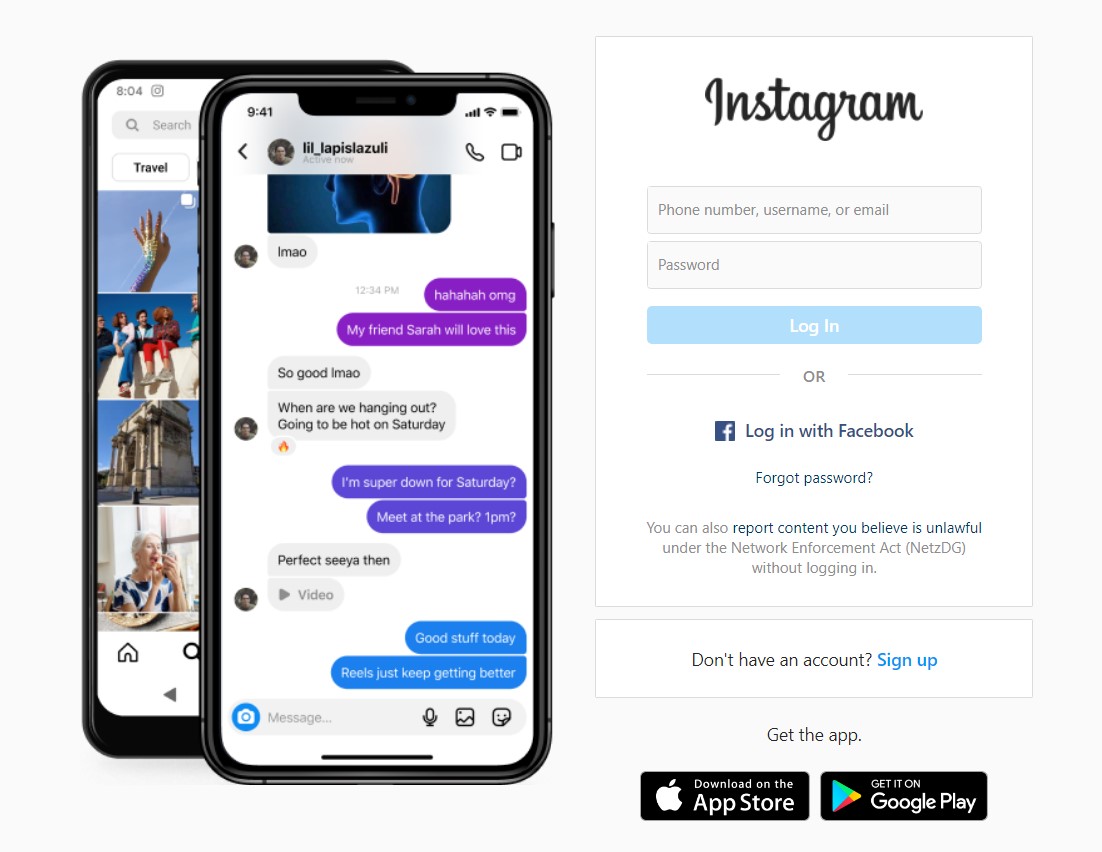 8:04
Search
Travel
9:41
lil_lapislazuli
Active now
lmao
12:34 PM
hahahah omg
My friend Sarah will love this
So good lmao
When are we hanging out?
Going to be hot on Saturday
🔥
I'm super down for Saturday?
Meet at the park? 1pm?
Perfect seeya then
Video
Good stuff today
Reels just keep getting better
Message...
Instagram
Phone number, username, or email
Password
Log In
OR
Log in with Facebook
Forgot password?
You can also report content you believe is unlawful
under the Network Enforcement Act (NetzDG)
without logging in.
Don't have an account? Sign up
Get the app.
Download on the
App Store
GET IT ON
Google Play